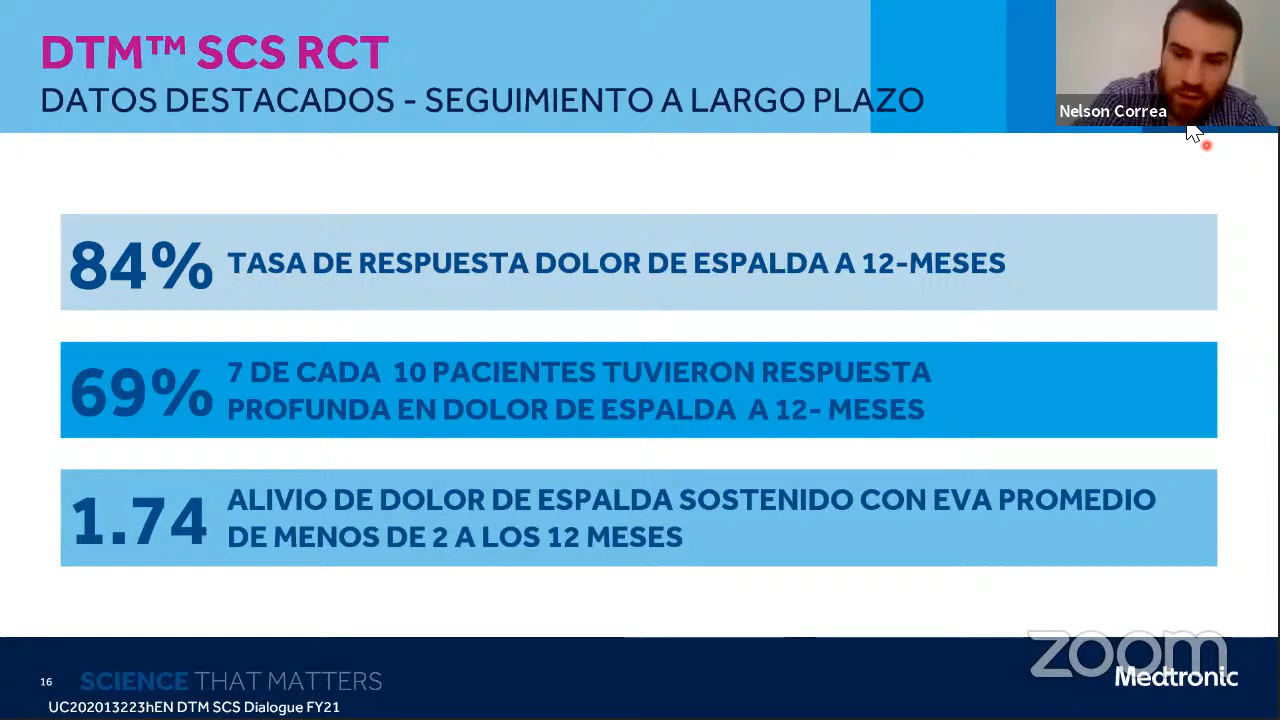 DTM™ SCS RCT
DATOS DESTACADOS - SEGUIMIENTO A LARGO PLAZO
Nelson Correa
84% TASA DE RESPUESTA DOLOR DE ESPALDA A 12-MESES
69% 7 DE CADA 10 PACIENTES TUVIERON RESPUESTA
PROFUNDA EN DOLOR DE ESPALDA A 12- MESES
1.74 ALIVIO DE DOLOR DE ESPALDA SOSTENIDO CON EVA PROMEDIO
DE MENOS DE 2 A LOS 12 MESES
zoom
16 SCIENCE THAT MATTERS
Medtronic
UC202013223hEN DTM SCS Dialogue FY21